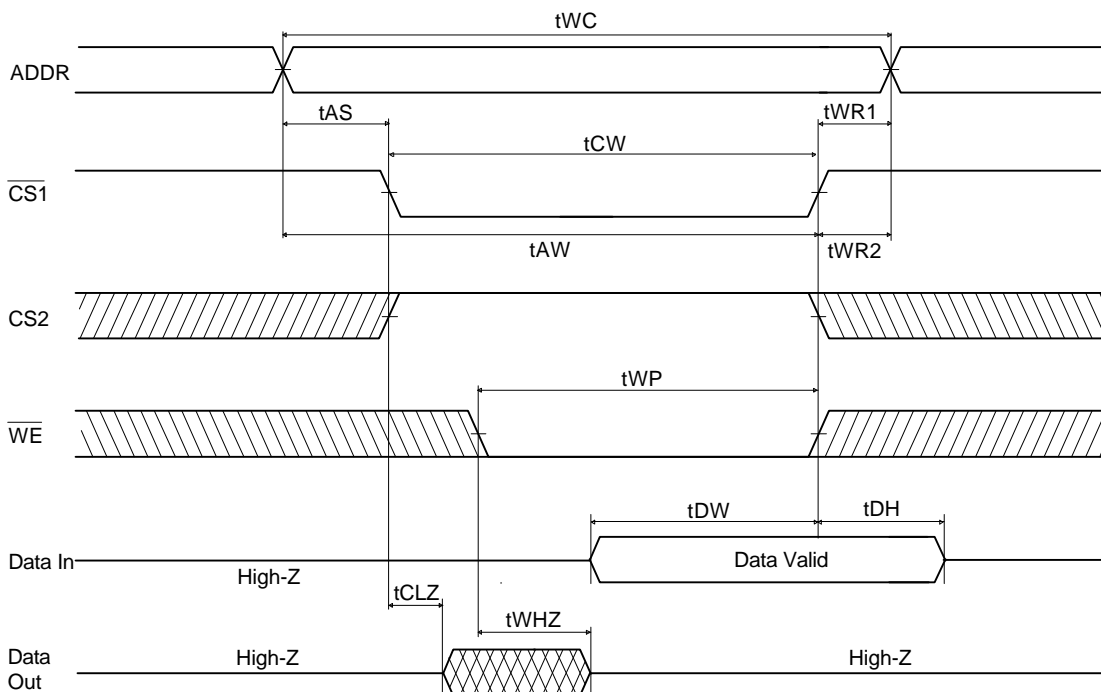 tWC
ADDR
tAS
tWR1
tCW
CS1
tAW
tWR2
CS2
tWP
WE
tDW
tDH
Data In
Data Valid
High-Z
tCLZ
tWHZ
Data
Out
High-Z
High-Z